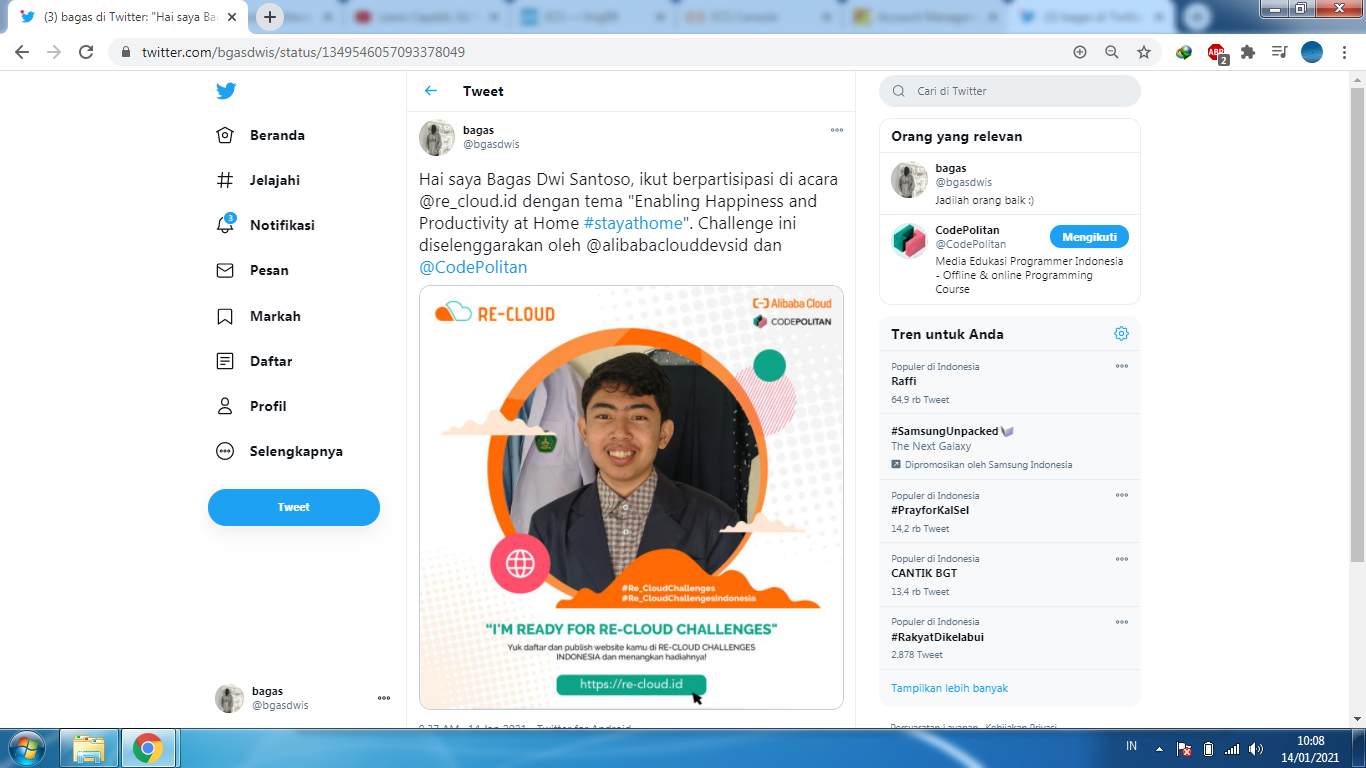 (3) bagas di Twitter: "Hai saya Ba
twitter.com/bgasdwis/status/1349546057093378049
ABP
2
Beranda
Jelajahi
3
Notifikasi
Pesan
Markah
Daftar
Profil
Selengkapnya
Tweet
bagas
@bgasdwis
Tweet
bagas
@bgasdwis
Hai saya Bagas Dwi Santoso, ikut berpartisipasi di acara
@re_cloud.id dengan tema "Enabling Happiness and
Productivity at Home #stayathome". Challenge ini
diselenggarakan oleh @alibabaclouddevsid dan
@CodePolitan
RE-CLOUD
Alibaba Cloud
CODEPOLITAN
#Re_CloudChallenges
#Re_CloudChallengesIndonesia
"I'M READY FOR RE-CLOUD CHALLENGES"
Yuk daftar dan publish website kamu di RE-CLOUD CHALLENGES
INDONESIA dan menangkan hadiahnya!
https://re-cloud.id
Cari di Twitter
Orang yang relevan
bagas
@bgasdwis
Jadilah orang baik :)
CodePolitan
@CodePolitan
Mengikuti
Media Edukasi Programmer Indonesia
- Offline & online Programming
Course
Tren untuk Anda
Populer di Indonesia
Raffi
64,9 rb Tweet
#SamsungUnpacked
The Next Galaxy
Dipromosikan oleh Samsung Indonesia
Populer di Indonesia
#PrayforKalSel
14,2 rb Tweet
Populer di Indonesia
CANTIK BGT
13,4 rb Tweet
Populer di Indonesia
#RakyatDikelabui
2.878 Tweet
Tampilkan lebih banyak
IN
10:08
14/01/2021